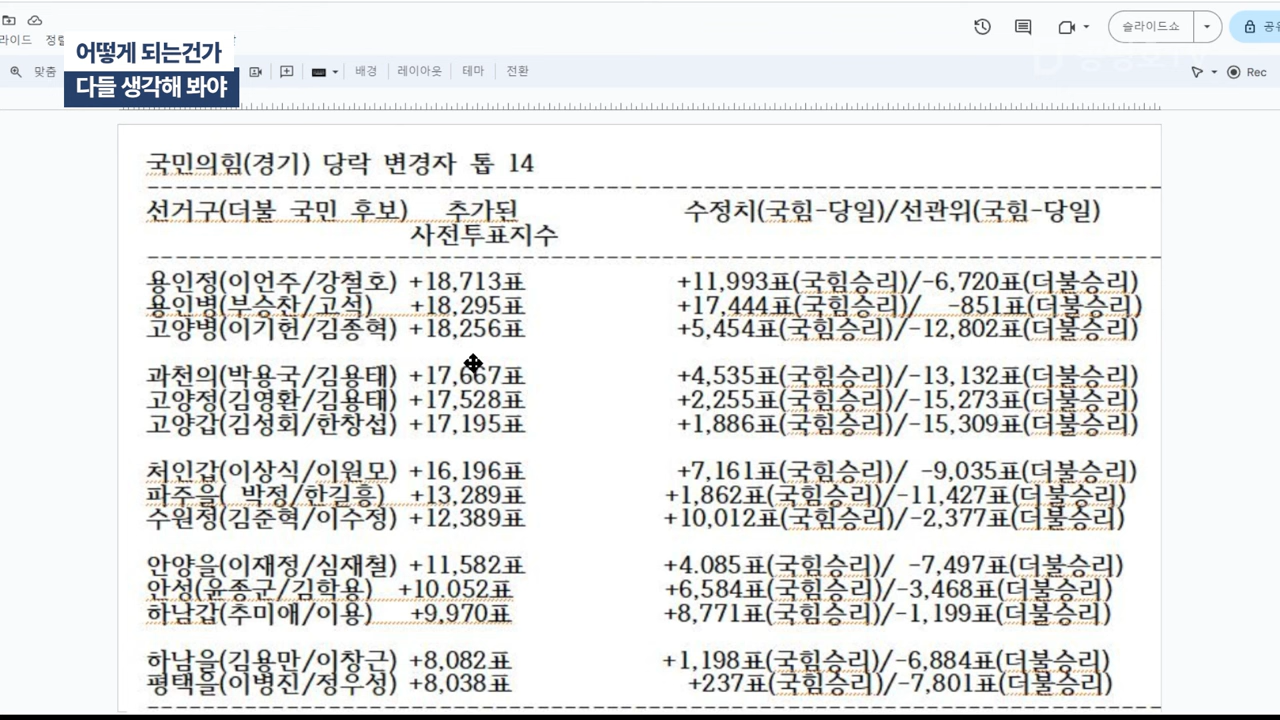 어떻게 되는건가
다들 생각해 봐야
슬라이드쇼
맞춤
배경 레이아웃 테마 전환
Rec
국민의힘(경기) 당락 변경자 톱 14
선거구(더불 국민 후보) 추가된 수정치(국힘-당일)/선관위(국힘-당일)
사전투표지수
용인정(이언주/강철호) +18,713표 +11,993표(국힘승리)/-6,720표(더불승리)
용인병(부승찬/고석) +18,295표 +17,444표(국힘승리)/ -851표(더불승리)
고양병(이기헌/김종혁) +18,256표 +5,454표(국힘승리)/-12,802표(더불승리)
과천의(박용국/김용태) +17,667표 +4,535표(국힘승리)/-13,132표(더불승리)
고양정(김영환/김용태) +17,528표 +2,255표(국힘승리)/-15,273표(더불승리)
고양갑(김성회/한창섭) +17,195표 +1,886표(국힘승리)/-15,309표(더불승리)
처인갑(이상식/이원모) +16,196표 +7,161표(국힘승리)/ -9,035표(더불승리)
파주을( 박정/한길룡) +13,289표 +1,862표(국힘승리)/-11,427표(더불승리)
수원정(김준혁/이수정) +12,389표 +10,012표(국힘승리)/-2,377표(더불승리)
안양을(이재정/심재철) +11,582표 +4.085표(국힘승리)/ -7,497표(더불승리)
안성(윤종군/김학용) +10.052표 +6,584표(국힘승리)/-3,468표(더불승리)
하남갑(추미애/이용) +9,970표 +8,771표(국힘승리)/-1,199표(더불승리)
하남을(김용만/이창근) +8,082표 +1,198표(국힘승리)/-6,884표(더불승리)
평택을(이병진/정우성) +8,038표 +237표(국힘승리)/-7,801표(더불승리)